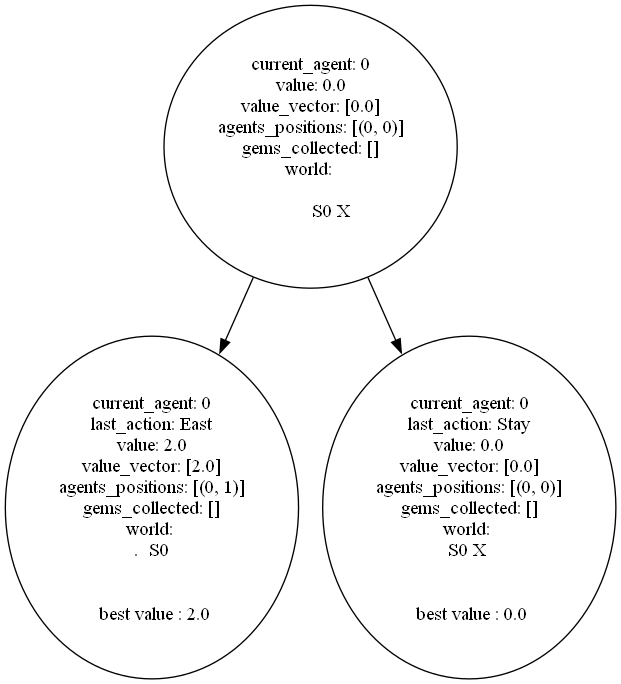 current_agent: 0
value: 0.0
value_vector: [0.0]
agents_positions: [(0, 0)]
gems_collected: []
world:
S0 X
current_agent: 0
last_action: East
value: 2.0
value_vector: [2.0]
agents_positions: [(0, 1)]
gems_collected: []
world:
. S0
best value : 2.0
current_agent: 0
last_action: Stay
value: 0.0
value_vector: [0.0]
agents_positions: [(0, 0)]
gems_collected: []
world:
S0 X
best value : 0.0